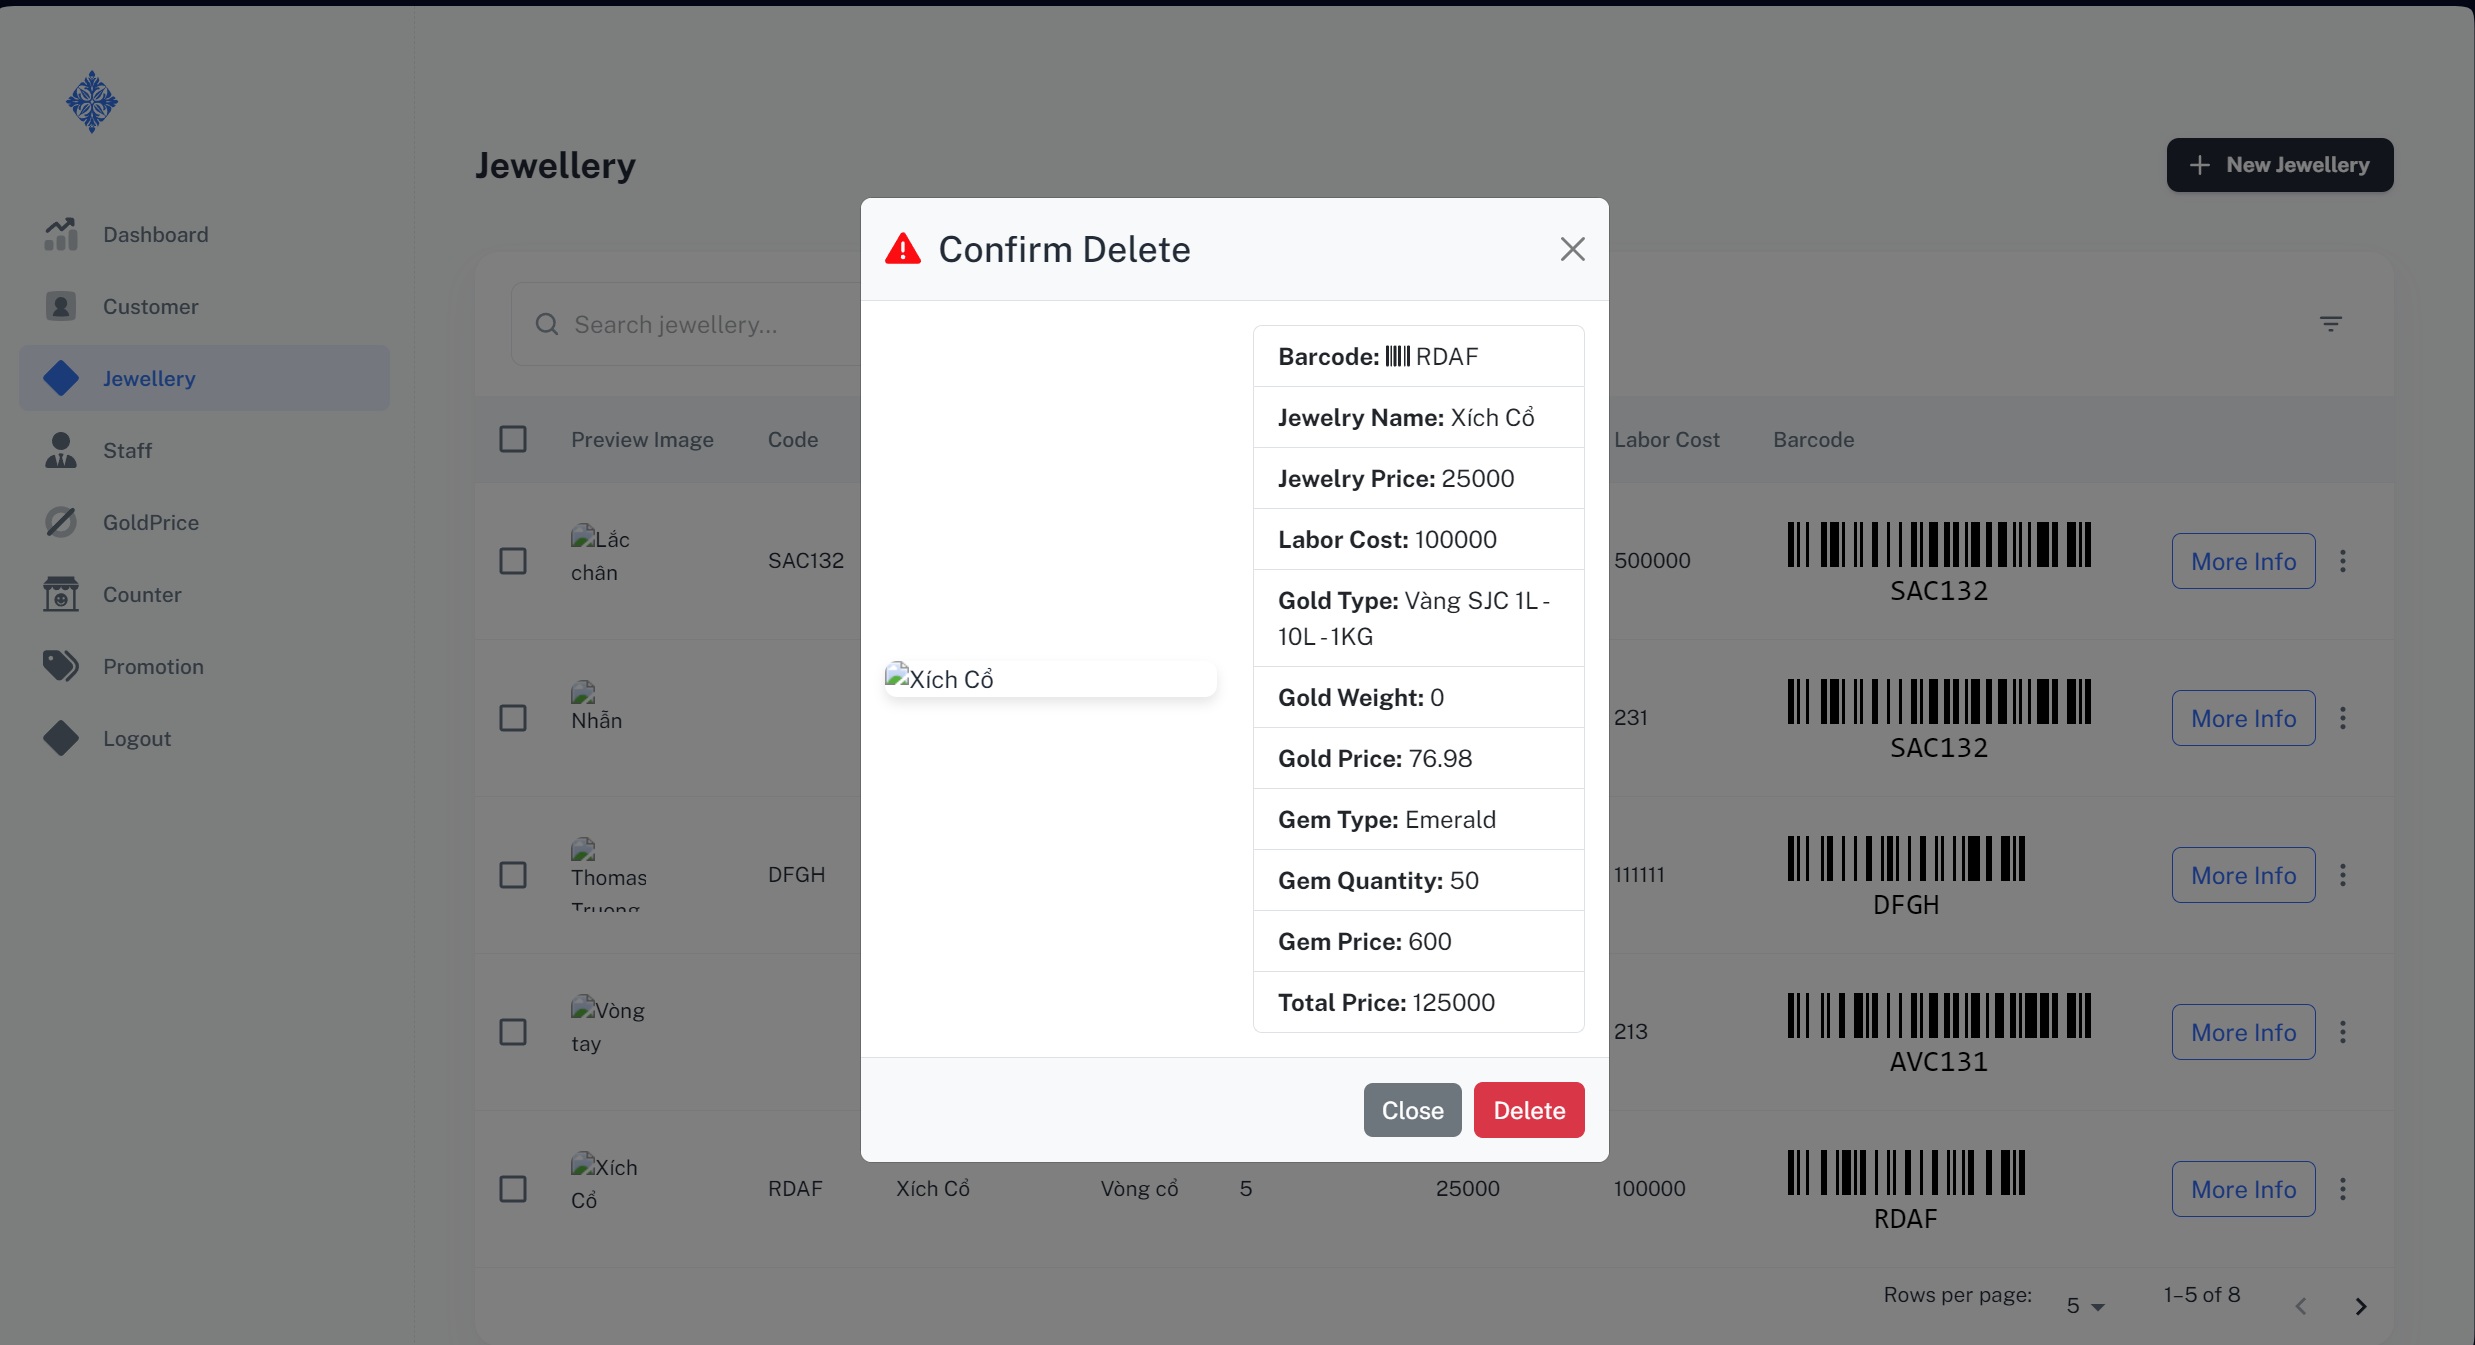 Jewellery
New Jewellery
Dashboard
Customer
Jewellery
Staff
GoldPrice
Counter
Promotion
Logout
Search jewellery...
Preview Image Code Labor Cost Barcode
Lắc
chân
SAC132 500000
SAC132
More Info
Nhẫn
231
SAC132
More Info
Thomas
Truong
DFGH 111111
DFGH
More Info
Vòng
tay
213
AVC131
More Info
Xích
Cổ
RDAF Xích Cổ Vòng cổ 5 25000 100000
RDAF
More Info
Rows per page: 5 1–5 of 8
Confirm Delete
Xích Cổ
Barcode: RDAF
Jewelry Name: Xích Cổ
Jewelry Price: 25000
Labor Cost: 100000
Gold Type: Vàng SJC 1L -
10L - 1KG
Gold Weight: 0
Gold Price: 76.98
Gem Type: Emerald
Gem Quantity: 50
Gem Price: 600
Total Price: 125000
Close
Delete